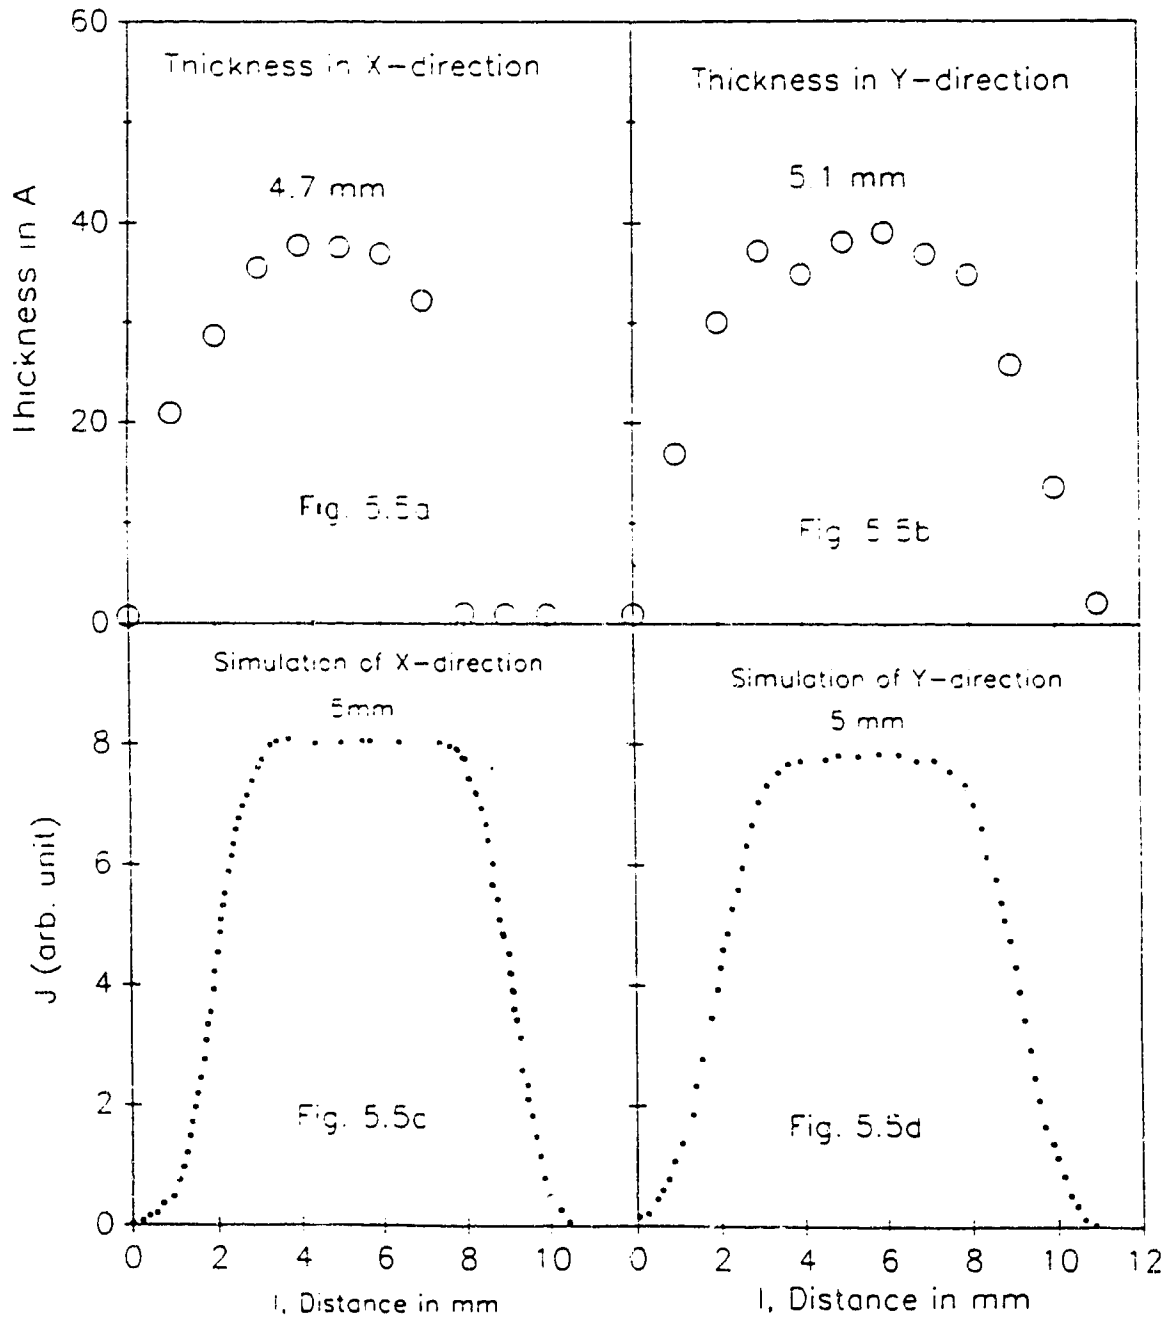 60
Thickness in X-direction
Thickness in Y-direction
4.7 mm
5.1 mm
40
Thickness in A
20
Fig. 5.5a
Fig. 5.5b
0
Simulation of X-direction
Simulation of Y-direction
5mm
5 mm
8
6
J (arb. unit)
4
2
Fig. 5.5c
Fig. 5.5d
0
0 2 4 6 8 10 0 2 4 6 8 10 12
l, Distance in mm
l, Distance in mm